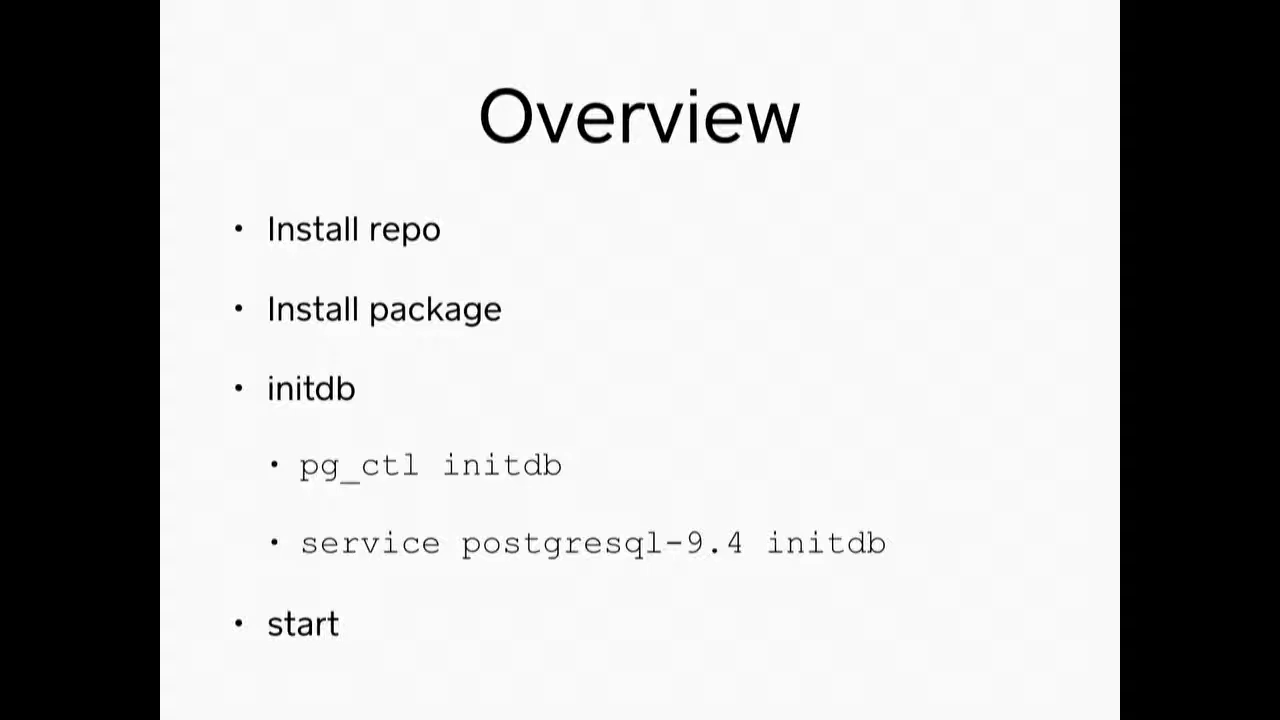 Overview
• Install repo
• Install package
• initdb
• pg_ctl initdb
• service postgresql-9.4 initdb
• start